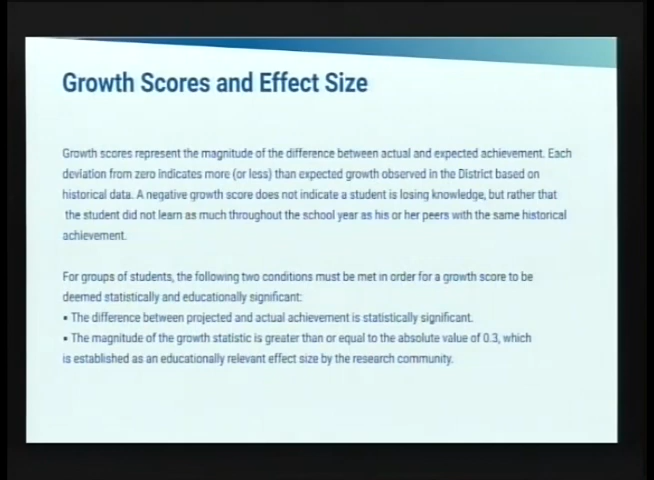 Growth Scores and Effect Size
Growth scores represent the magnitude of the difference between actual and expected achievement. Each
deviation from zero indicates more (or less) than expected growth observed in the District based on
historical data. A negative growth score does not indicate a student is losing knowledge, but rather that
the student did not learn as much throughout the school year as his or her peers with the same historical
achievement.
For groups of students, the following two conditions must be met in order for a growth score to be
deemed statistically and educationally significant:
• The difference between projected and actual achievement is statistically significant.
• The magnitude of the growth statistic is greater than or equal to the absolute value of 0.3, which
is established as an educationally relevant effect size by the research community.